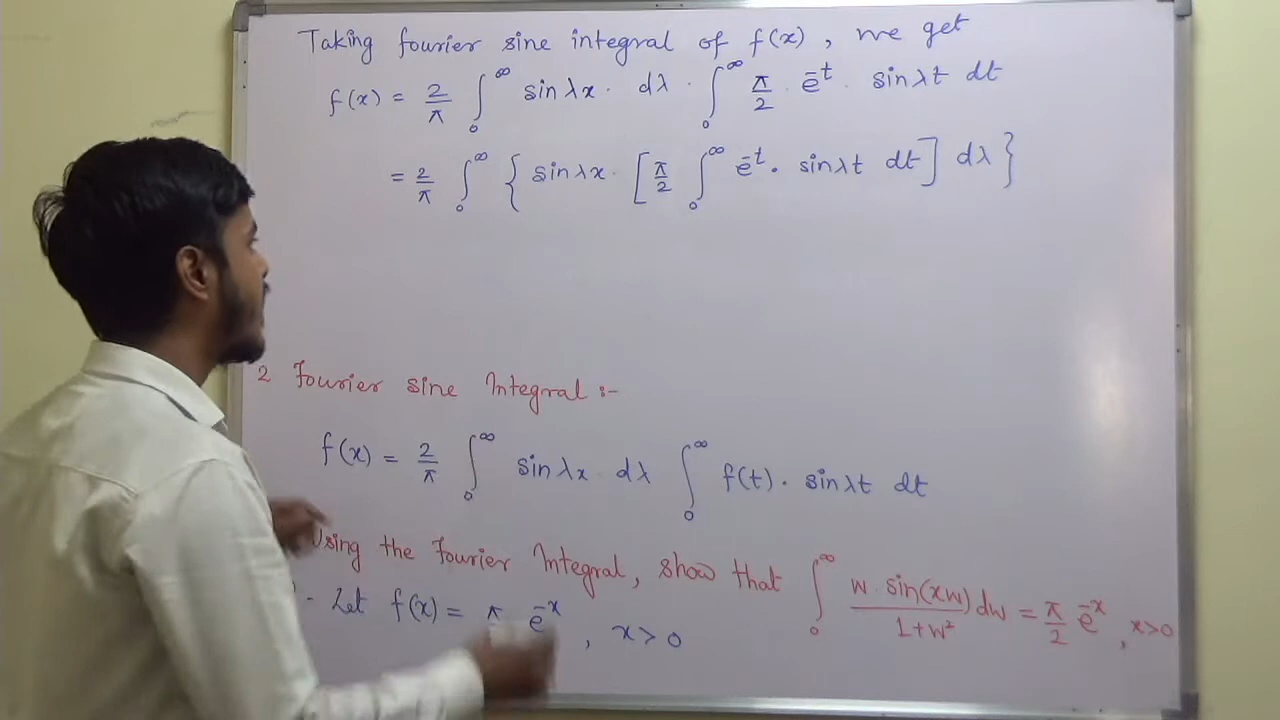 Taking fourier sine integral of f(x), we get
f(x) = 2/π ∫₀^∞ sin λx · dλ · ∫₀^∞ π/2 · e^-t · sin λt dt
= 2/π ∫₀^∞ { sin λx · [ π/2 ∫₀^∞ e^-t · sin λt dt ] dλ }
2 Fourier sine Integral :-
f(x) = 2/π ∫₀^∞ sin λx dλ ∫₀^∞ f(t) · sin λt dt
Using the Fourier Integral, show that ∫₀^∞ w sin(xw)/1+w² dw = π/2 e^-x, x>0
Let f(x) = e^-x, x>0